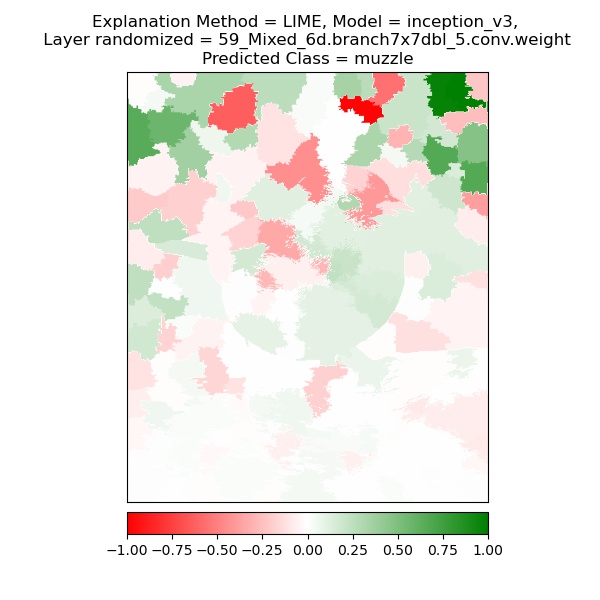 Explanation Method = LIME, Model = inception_v3,
Layer randomized = 59_Mixed_6d.branch7x7dbl_5.conv.weight
Predicted Class = muzzle
−1.00 −0.75 −0.50 −0.25 0.00 0.25 0.50 0.75 1.00